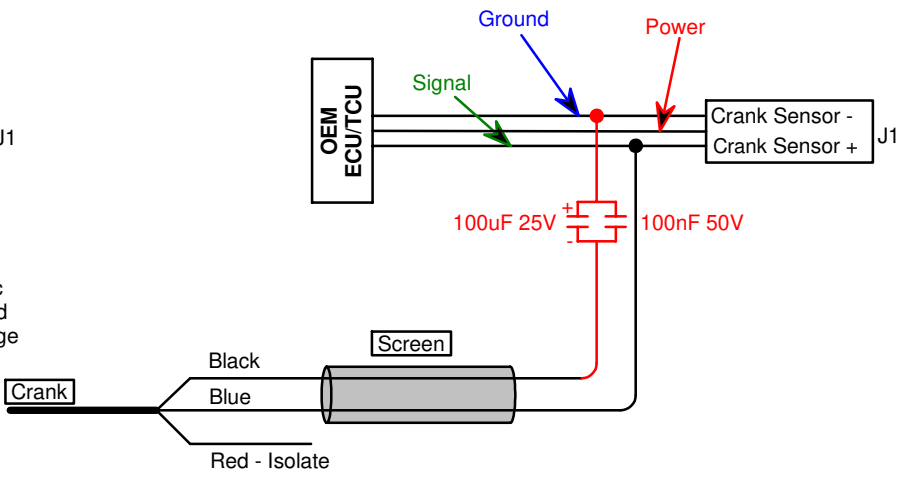 Ground
Power
Signal
OEM
ECU/TCU
Crank Sensor -
Crank Sensor +
J1
J1
+
100uF 25V
-
100nF 50V
c
d
ge
Screen
Black
Crank
Blue
Red - Isolate